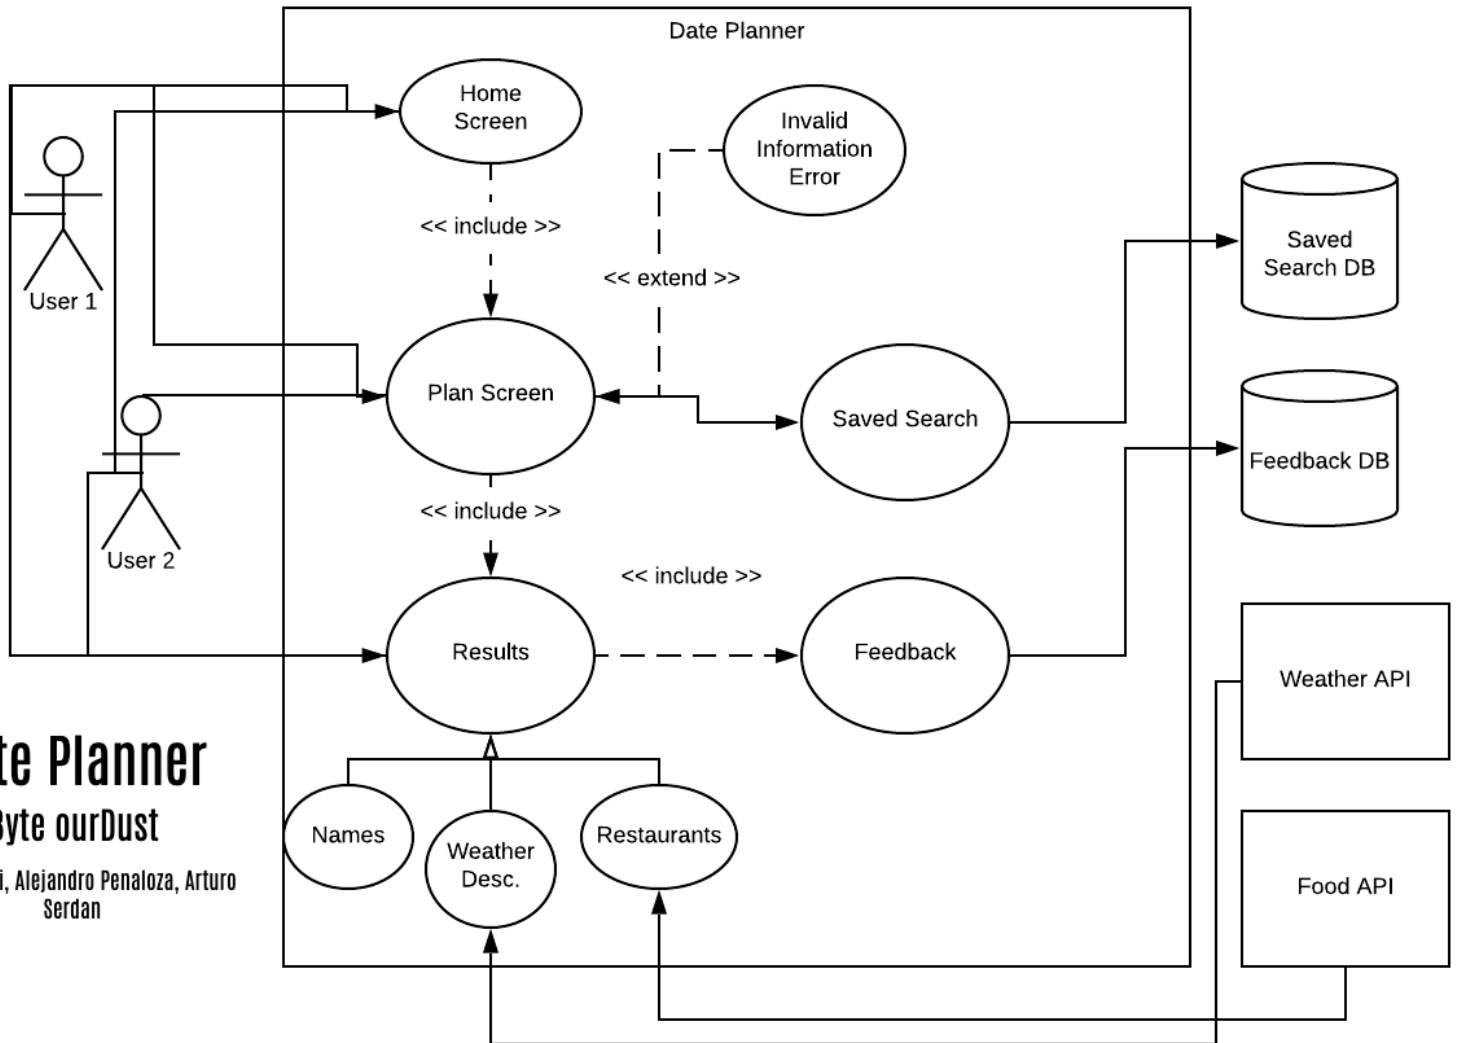 Date Planner
Home
Screen
Invalid
Information
Error
<< include >>
<< extend >>
Saved
Search DB
User 1
Plan Screen
Saved Search
Feedback DB
<< include >>
User 2
<< include >>
Results
Feedback
Weather API
te Planner
Byte ourDust
i, Alejandro Penaloza, Arturo
Serdan
Names
Weather
Desc.
Restaurants
Food API